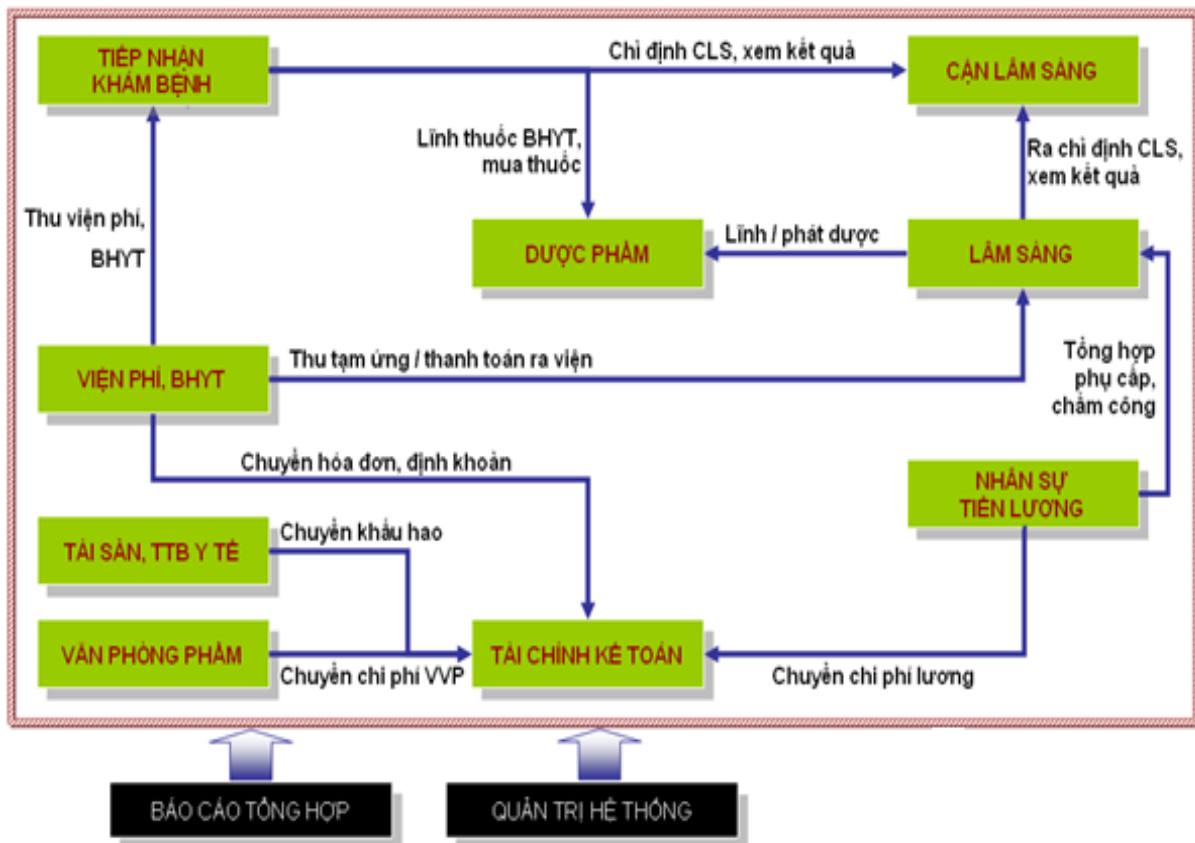 TIẾP NHẬN
KHÁM BỆNH
Chỉ định CLS, xem kết quả
CẬN LÂM SÀNG
Lĩnh thuốc BHYT,
mua thuốc
Ra chỉ định CLS,
xem kết quả
Thu viện phí,
BHYT
DƯỢC PHẨM
Lĩnh / phát dược
LÂM SÀNG
VIỆN PHÍ, BHYT
Thu tạm ứng / thanh toán ra viện
Tổng hợp
phụ cấp,
chấm công
Chuyển hóa đơn, định khoản
NHÂN SỰ
TIỀN LƯƠNG
TÀI SẢN, TTB Y TẾ
Chuyển khấu hao
VĂN PHÒNG PHẨM
Chuyển chi phí VVP
TÀI CHÍNH KẾ TOÁN
Chuyển chi phí lương
BÁO CÁO TỔNG HỢP
QUẢN TRỊ HỆ THỐNG